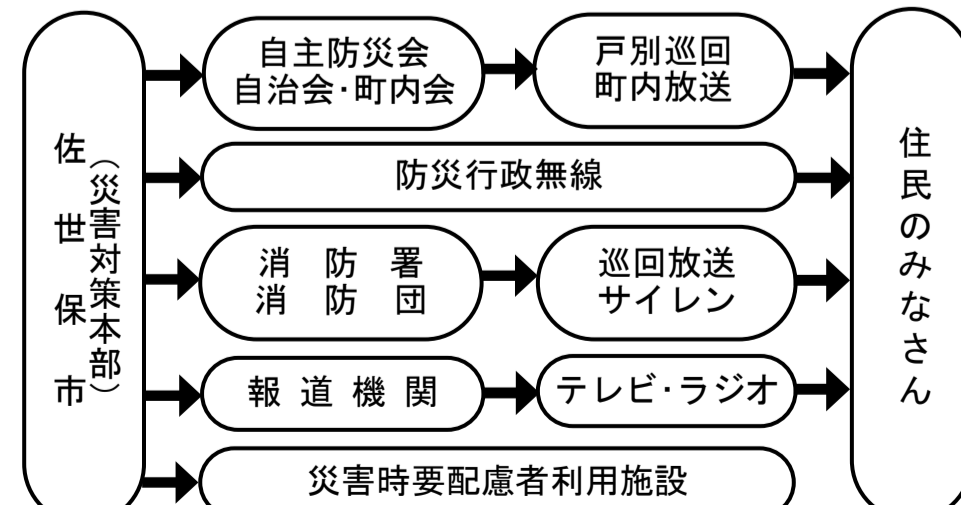 佐世保市
（災害対策本部）
自主防災会
自治会・町内会
戸別巡回
町内放送
防災行政無線
消防署
消防団
巡回放送
サイレン
報道機関
テレビ・ラジオ
災害時要配慮者利用施設
住民のみなさん